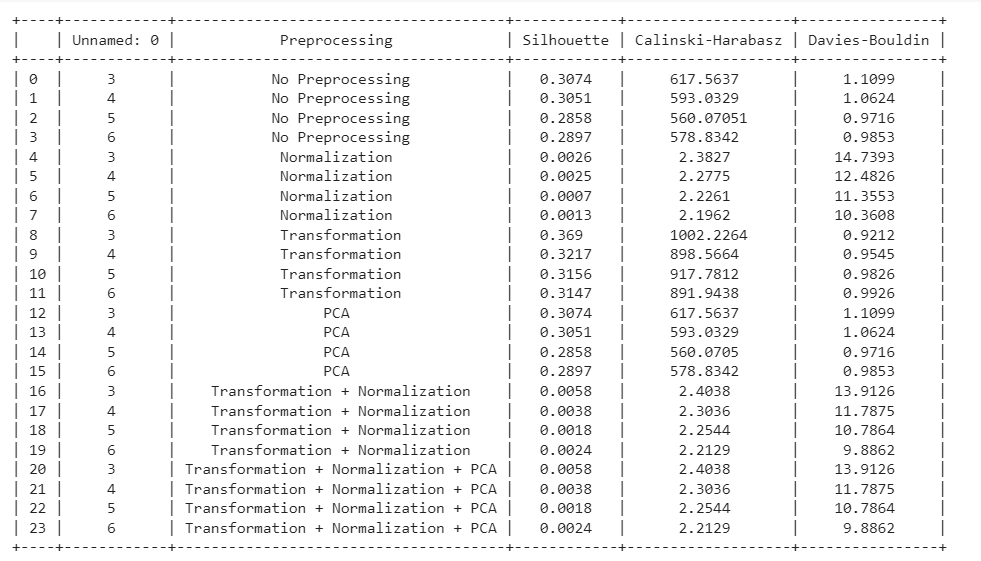 +----+------------+---------------------------------------+------------+-------------------+----------------+
|    | Unnamed: 0 |             Preprocessing             | Silhouette | Calinski-Harabasz | Davies-Bouldin |
+----+------------+---------------------------------------+------------+-------------------+----------------+
| 0  |     3      |           No Preprocessing            |   0.3074   |     617.5637      |     1.1099     |
| 1  |     4      |           No Preprocessing            |   0.3051   |     593.0329      |     1.0624     |
| 2  |     5      |           No Preprocessing            |   0.2858   |     560.07051     |     0.9716     |
| 3  |     6      |           No Preprocessing            |   0.2897   |     578.8342      |     0.9853     |
| 4  |     3      |             Normalization             |   0.0026   |      2.3827       |    14.7393     |
| 5  |     4      |             Normalization             |   0.0025   |      2.2775       |    12.4826     |
| 6  |     5      |             Normalization             |   0.0007   |      2.2261       |    11.3553     |
| 7  |     6      |             Normalization             |   0.0013   |      2.1962       |    10.3608     |
| 8  |     3      |            Transformation             |   0.369    |     1002.2264     |     0.9212     |
| 9  |     4      |            Transformation             |   0.3217   |     898.5664      |     0.9545     |
| 10 |     5      |            Transformation             |   0.3156   |     917.7812      |     0.9826     |
| 11 |     6      |            Transformation             |   0.3147   |     891.9438      |     0.9926     |
| 12 |     3      |                  PCA                  |   0.3074   |     617.5637      |     1.1099     |
| 13 |     4      |                  PCA                  |   0.3051   |     593.0329      |     1.0624     |
| 14 |     5      |                  PCA                  |   0.2858   |     560.0705      |     0.9716     |
| 15 |     6      |                  PCA                  |   0.2897   |     578.8342      |     0.9853     |
| 16 |     3      |    Transformation + Normalization     |   0.0058   |      2.4038       |    13.9126     |
| 17 |     4      |    Transformation + Normalization     |   0.0038   |      2.3036       |    11.7875     |
| 18 |     5      |    Transformation + Normalization     |   0.0018   |      2.2544       |    10.7864     |
| 19 |     6      |    Transformation + Normalization     |   0.0024   |      2.2129       |     9.8862     |
| 20 |     3      | Transformation + Normalization + PCA |   0.0058   |      2.4038       |    13.9126     |
| 21 |     4      | Transformation + Normalization + PCA |   0.0038   |      2.3036       |    11.7875     |
| 22 |     5      | Transformation + Normalization + PCA |   0.0018   |      2.2544       |    10.7864     |
| 23 |     6      | Transformation + Normalization + PCA |   0.0024   |      2.2129       |     9.8862     |
+----+------------+---------------------------------------+------------+-------------------+----------------+